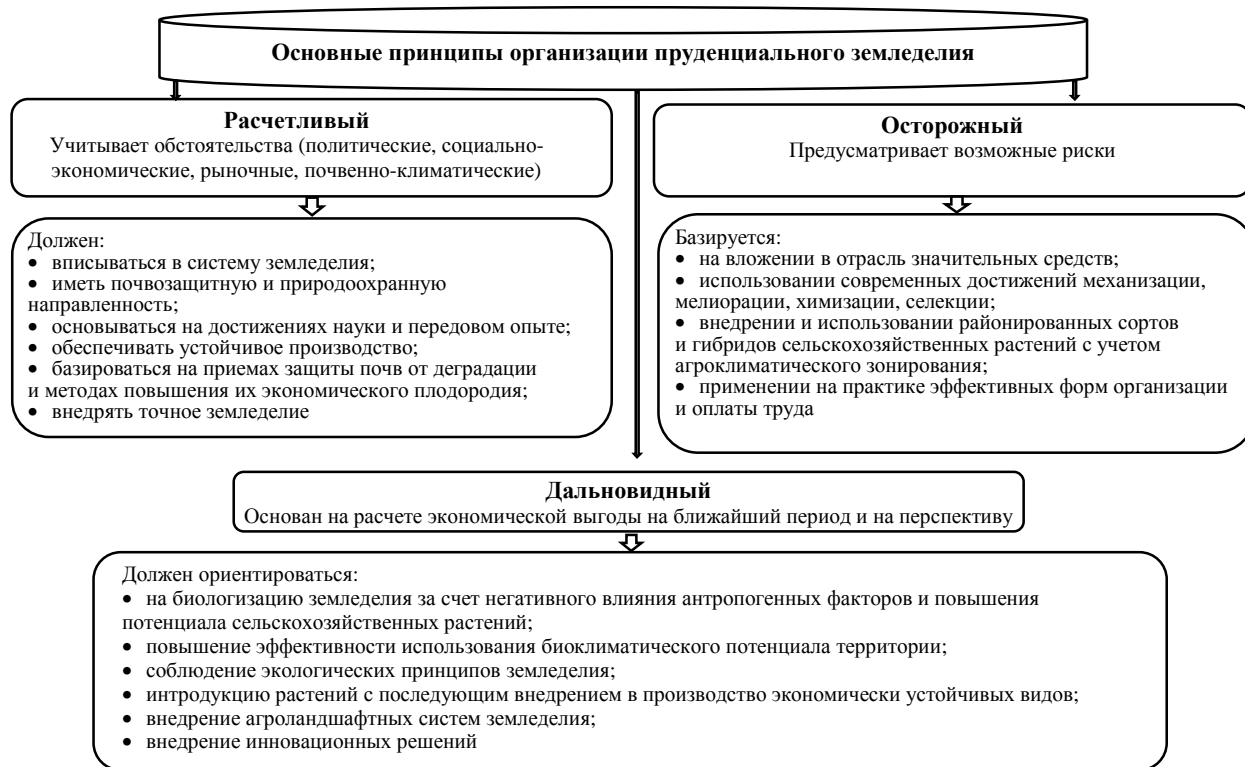 Основные принципы организации пруденциального земледелия
Расчетливый
Учитывает обстоятельства (политические, социально-
экономические, рыночные, почвенно-климатические)
Осторожный
Предусматривает возможные риски
Должен:
• вписываться в систему земледелия;
• иметь почвозащитную и природоохранную
направленность;
• основываться на достижениях науки и передовом опыте;
• обеспечивать устойчивое производство;
• базироваться на приемах защиты почв от деградации
и методах повышения их экономического плодородия;
• внедрять точное земледелие
Базируется:
• на вложении в отрасль значительных средств;
• использовании современных достижений механизации,
мелиорации, химизации, селекции;
• внедрении и использовании районированных сортов
и гибридов сельскохозяйственных растений с учетом
агроклиматического зонирования;
• применении на практике эффективных форм организации
и оплаты труда
Дальновидный
Основан на расчете экономической выгоды на ближайший период и на перспективу
Должен ориентироваться:
• на биологизацию земледелия за счет негативного влияния антропогенных факторов и повышения
потенциала сельскохозяйственных растений;
• повышение эффективности использования биоклиматического потенциала территории;
• соблюдение экологических принципов земледелия;
• интродукцию растений с последующим внедрением в производство экономически устойчивых видов;
• внедрение агроландшафтных систем земледелия;
• внедрение инновационных решений